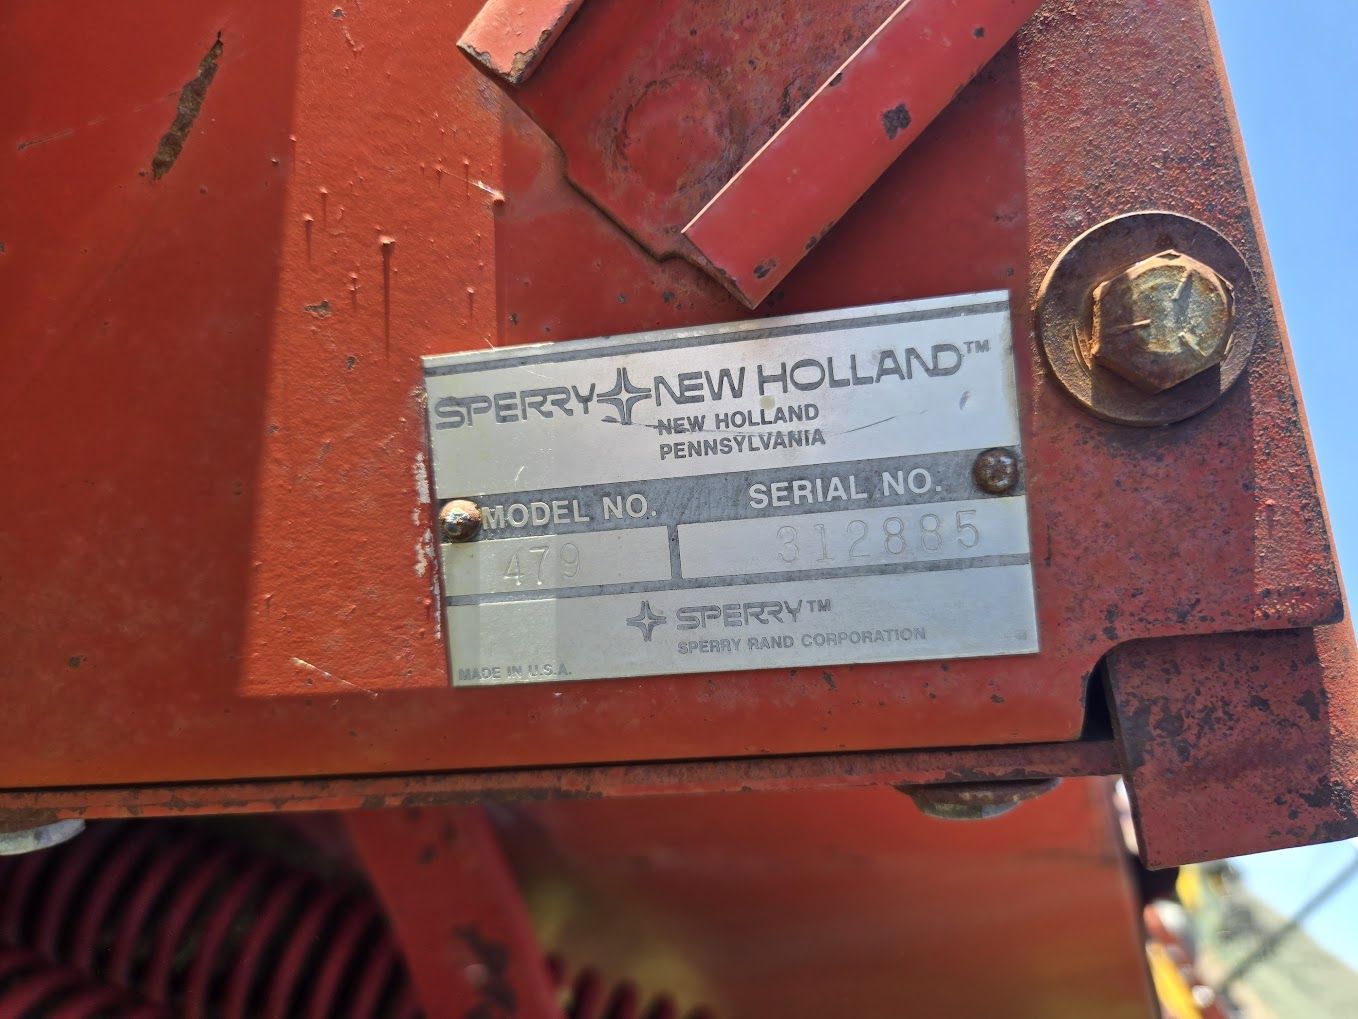 SPERRY NEW HOLLAND™
NEW HOLLAND
PENNSYLVANIA
MODEL NO. SERIAL NO.
479 312885
SPERRY™
SPERRY RAND CORPORATION
MADE IN U.S.A.